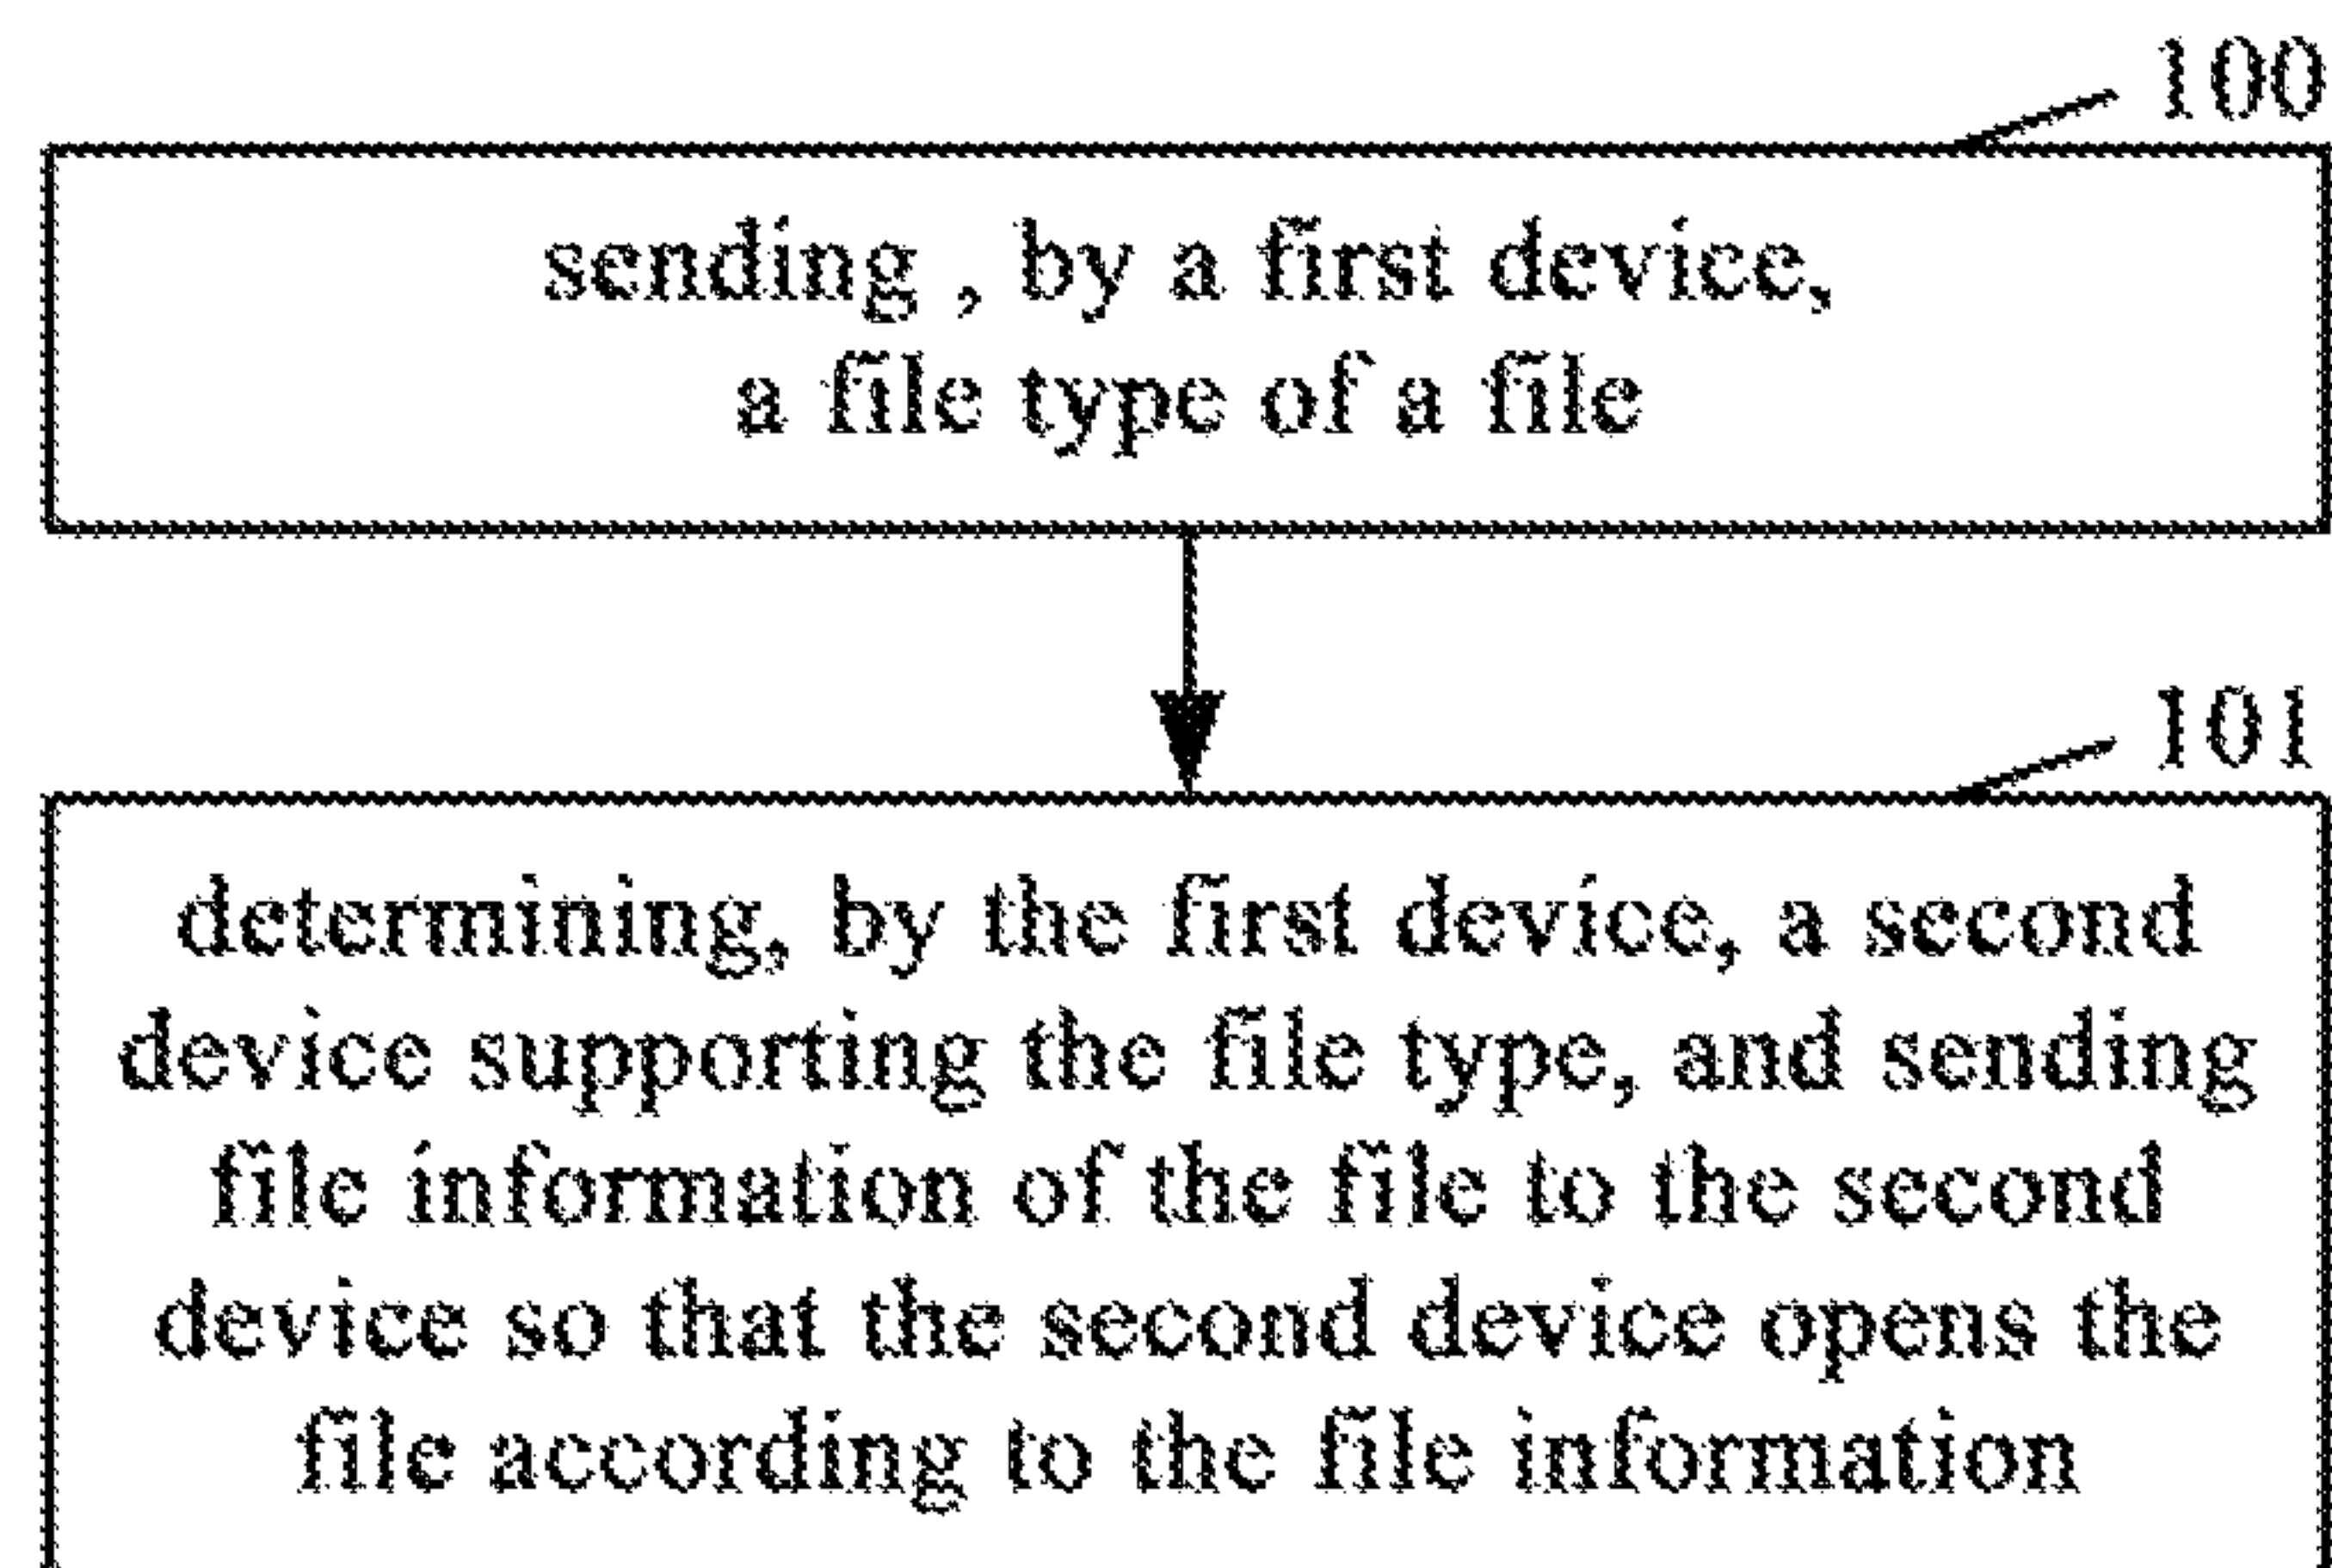 100
sending , by a first device,
a file type of a file
101
determining, by the first device, a second
device supporting the file type, and sending
file information of the file to the second
device so that the second device opens the
file according to the file information